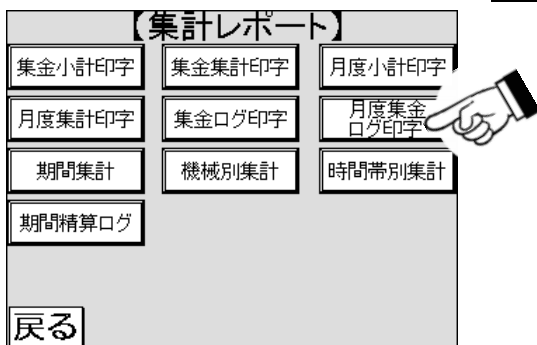 【集計レポート】
集金小計印字 集金集計印字 月度小計印字
月度集計印字 集金ログ印字 月度集金
ログ印字
期間集計 機械別集計 時間帯別集計
期間精算ログ
戻る